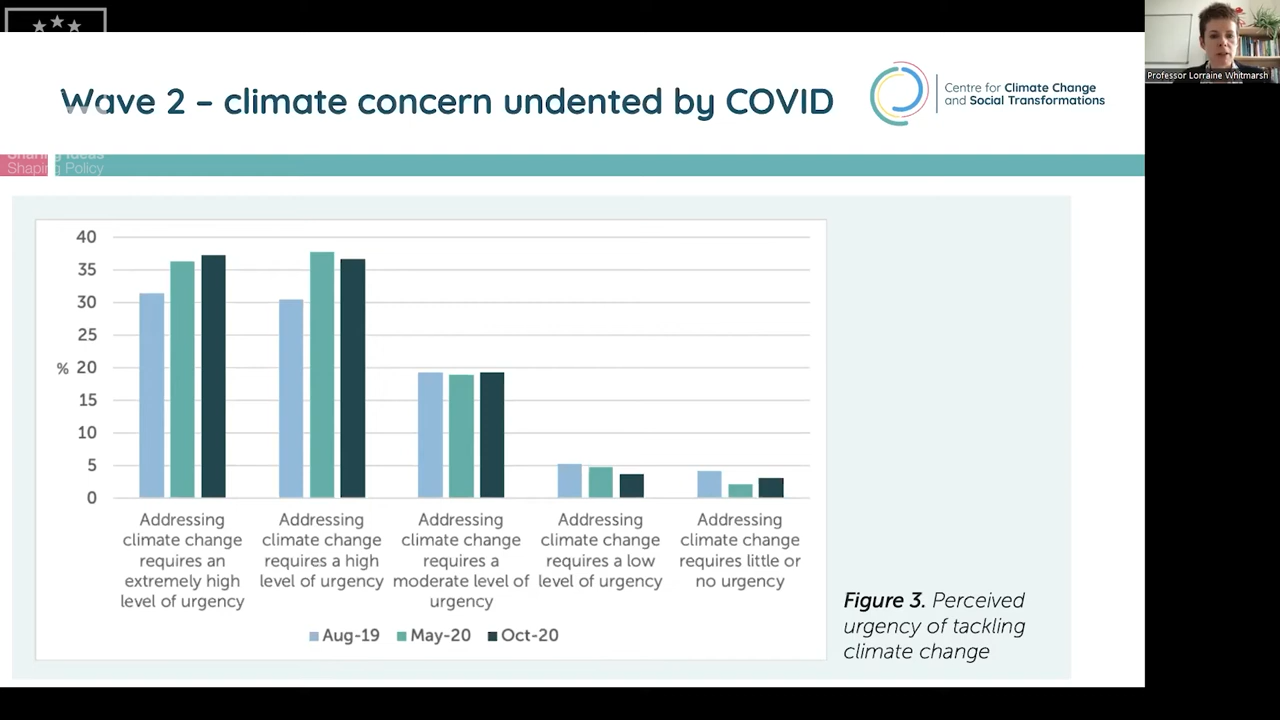 Professor Lorraine Whitmarsh
Wave 2 – climate concern undented by COVID
Centre for Climate Change
and Social Transformations
Sharing Ideas
Shaping Policy
40
35
30
25
% 20
15
10
5
0
Addressing climate change requires an extremely high level of urgency
Addressing climate change requires a high level of urgency
Addressing climate change requires a moderate level of urgency
Addressing climate change requires a low level of urgency
Addressing climate change requires little or no urgency
Aug-19 May-20 Oct-20
Figure 3. Perceived
urgency of tackling
climate change